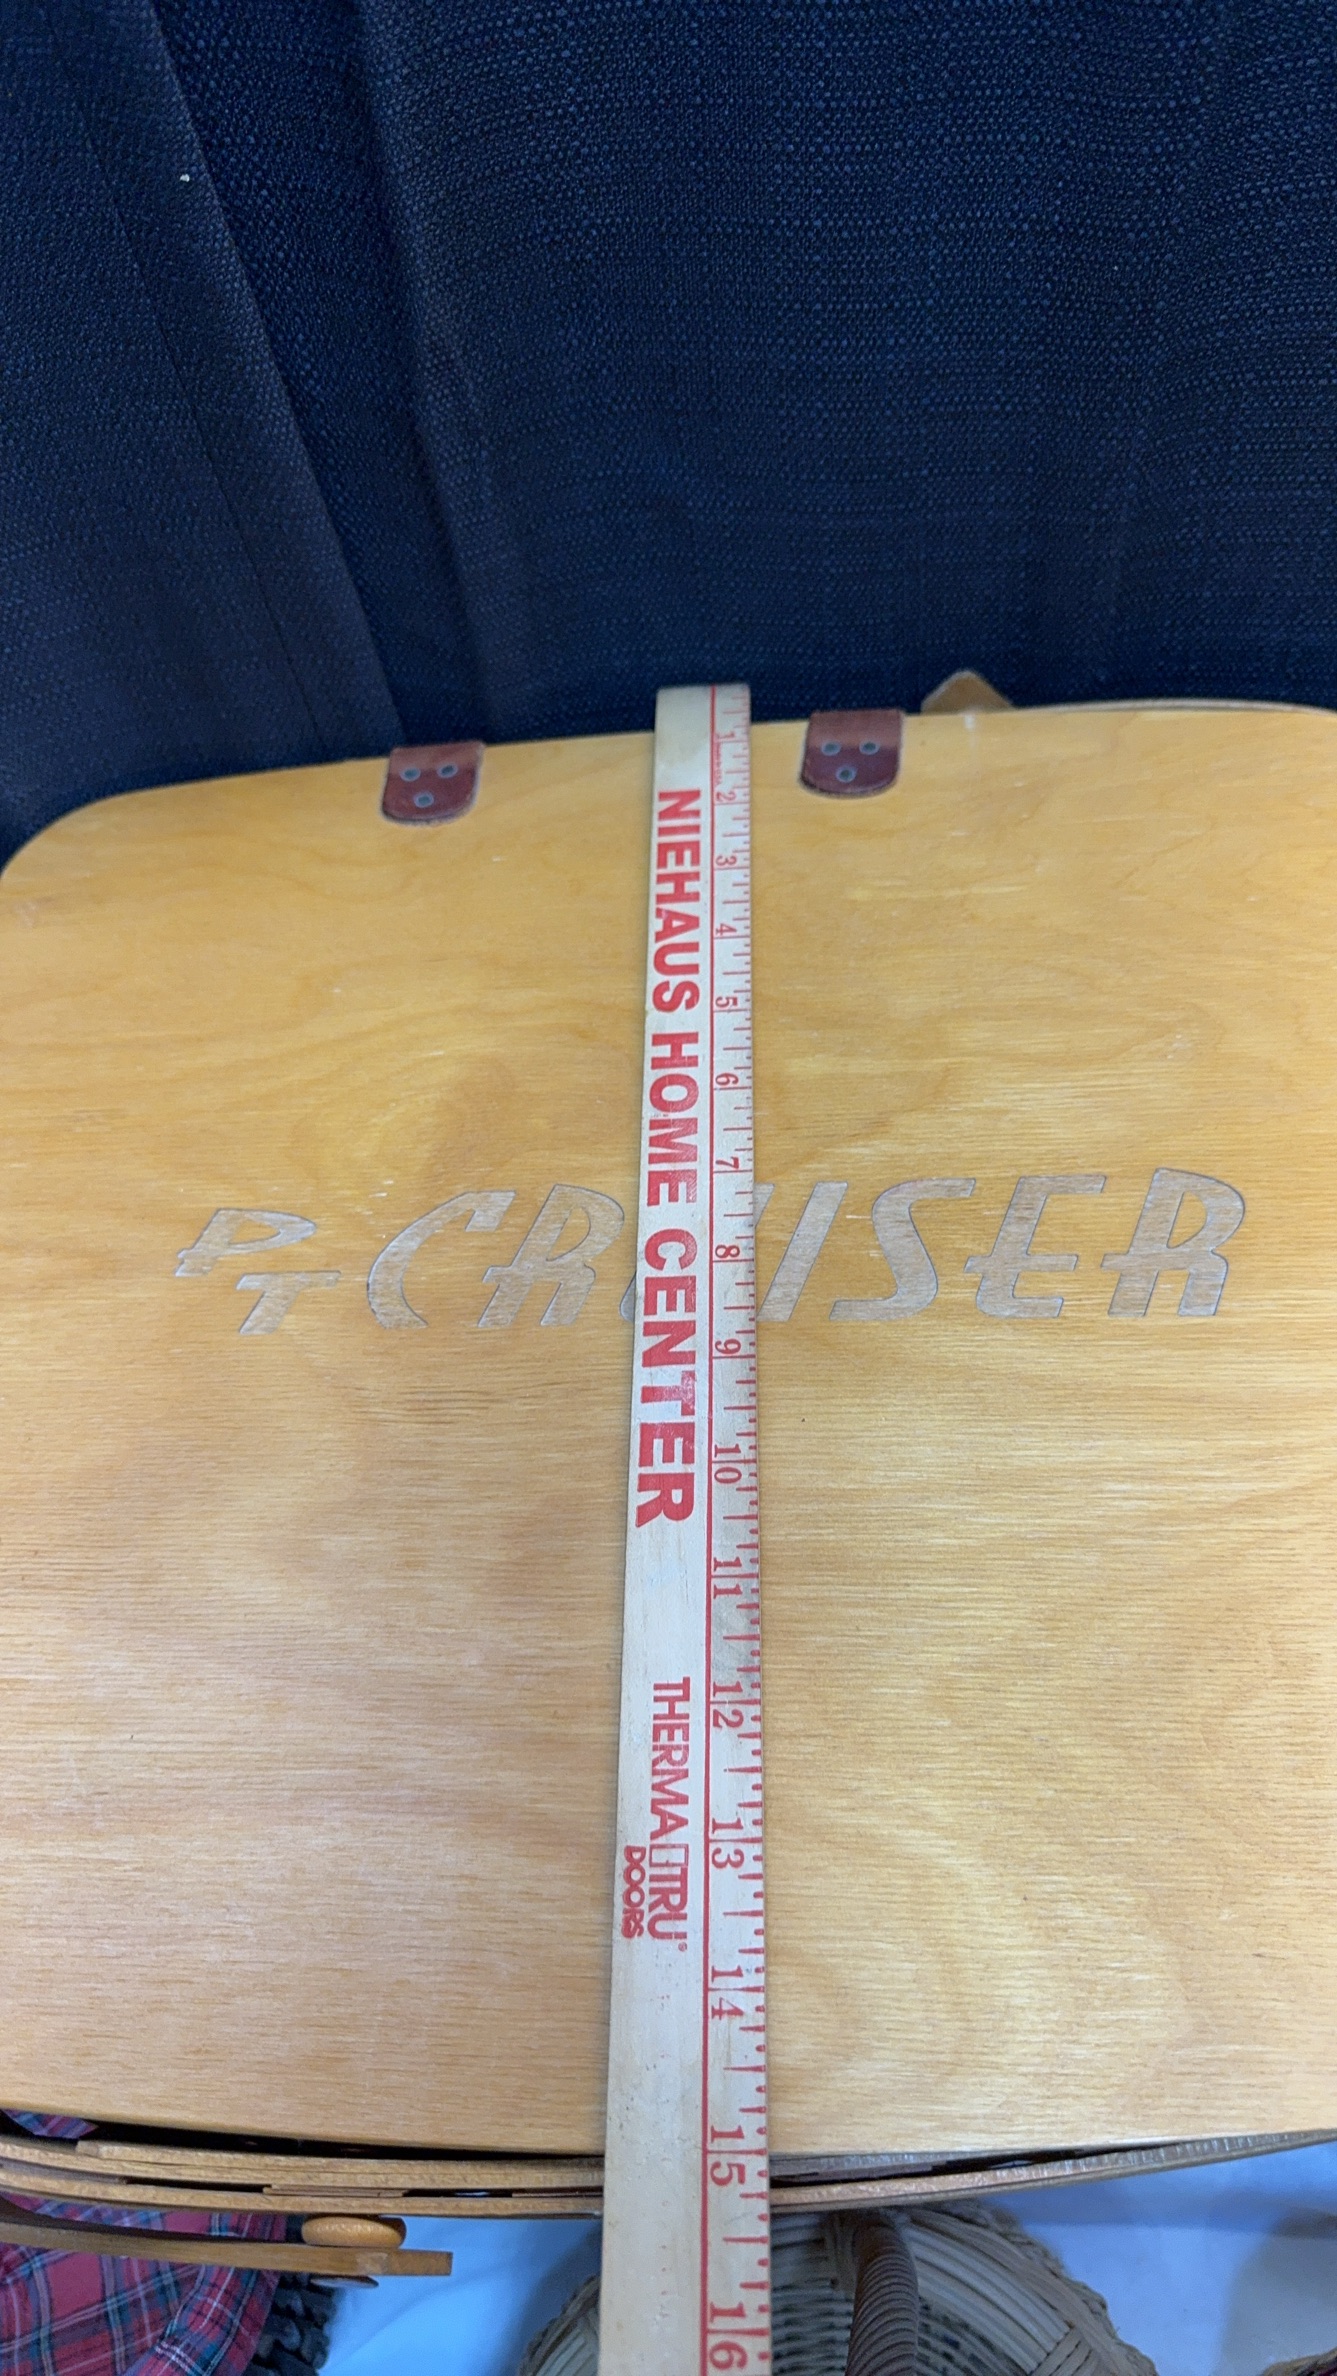 PT CRUISER
NIEHAUS HOME CENTER
THERMA TRU®
DOORS
1 2 3 4 5 6 7 8 9 10 11 12 13 14 15 16